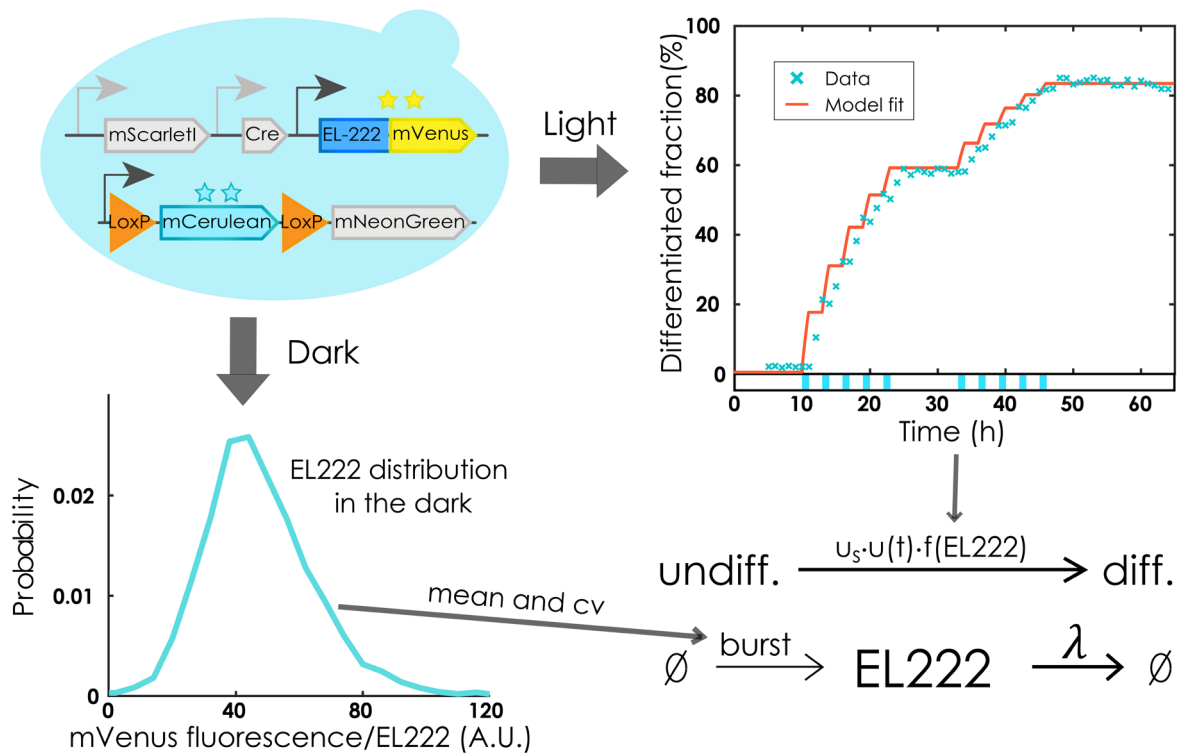 mScarletI
Cre
EL-222
mVenus
LoxP
mCerulean
LoxP
mNeonGreen
Light
Dark
Differentiated fraction(%)
100
80
60
40
20
0
Data
Model fit
0
10
20
30
40
50
60
Time (h)
Probability
0.02
0.01
0
EL222 distribution
in the dark
0
40
80
120
mVenus fluorescence/EL222 (A.U.)
mean and cv
undiff.
uₛ·u(t)·f(EL222)
diff.
∅
burst
EL222
λ
∅